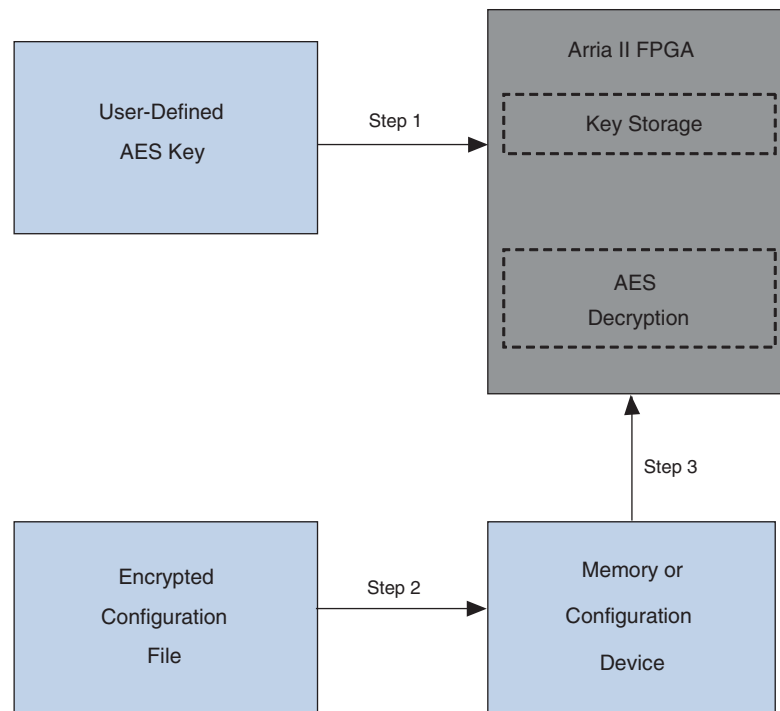 User-Defined
AES Key
Step 1
Arria II FPGA
Key Storage
AES
Decryption
Step 3
Encrypted
Configuration
File
Step 2
Memory or
Configuration
Device